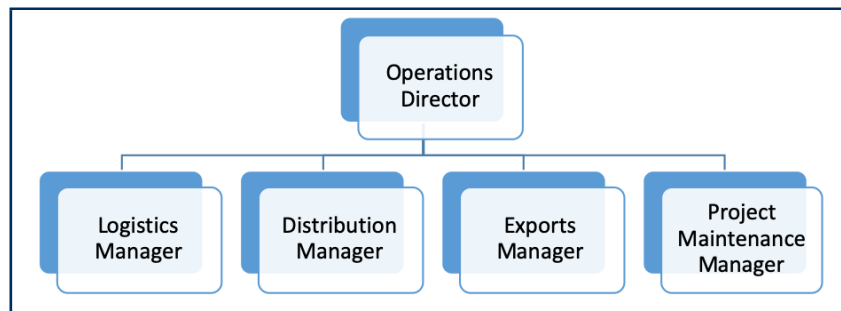 Operations
Director
Logistics
Manager
Distribution
Manager
Exports
Manager
Project
Maintenance
Manager